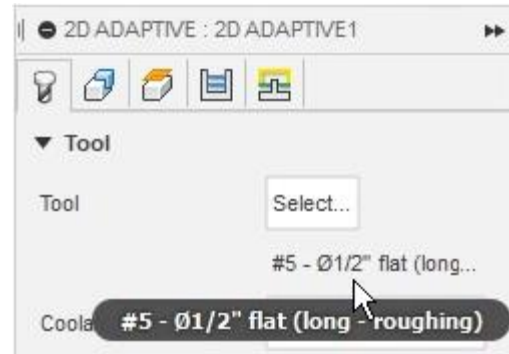 2D ADAPTIVE : 2D ADAPTIVE1
Tool
Tool Select...
#5 - Ø1/2" flat (long...
Coola
#5 - Ø1/2" flat (long - roughing)